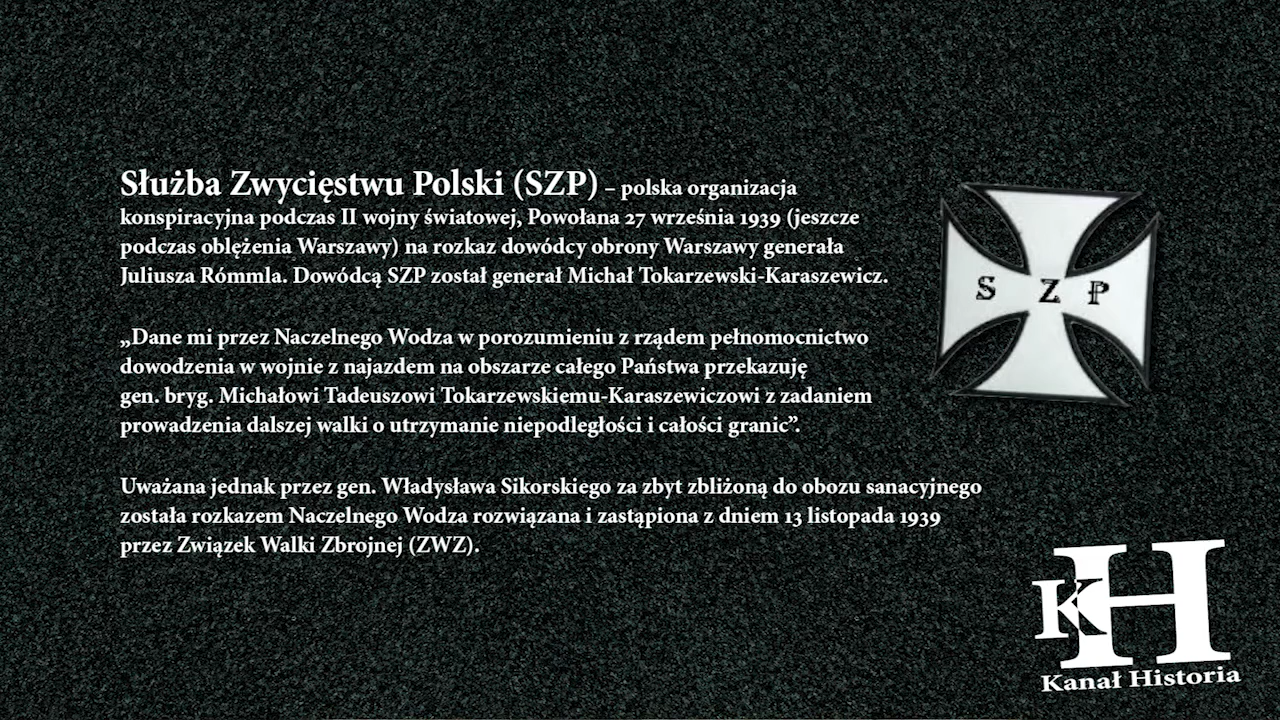 Służba Zwycięstwu Polski (SZP) – polska organizacja
konspiracyjna podczas II wojny światowej, Powołana 27 września 1939 (jeszcze
podczas oblężenia Warszawy) na rozkaz dowódcy obrony Warszawy generała
Juliusza Rómmla. Dowódcą SZP został generał Michał Tokarzewski-Karaszewicz.
„Dane mi przez Naczelnego Wodza w porozumieniu z rządem pełnomocnictwo
dowodzenia w wojnie z najazdem na obszarze całego Państwa przekazuję
gen. bryg. Michałowi Tadeuszowi Tokarzewskiemu-Karaszewiczowi z zadaniem
prowadzenia dalszej walki o utrzymanie niepodległości i całości granic”.
Uważana jednak przez gen. Władysława Sikorskiego za zbyt zbliżoną do obozu sanacyjnego
została rozkazem Naczelnego Wodza rozwiązana i zastąpiona z dniem 13 listopada 1939
przez Związek Walki Zbrojnej (ZWZ).
S Z P
KH
Kanał Historia